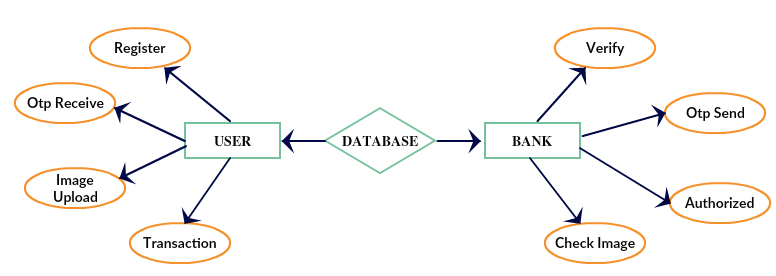 Register
Verify
Otp Receive
Otp Send
USER
DATABASE
BANK
Image
Upload
Authorized
Transaction
Check Image